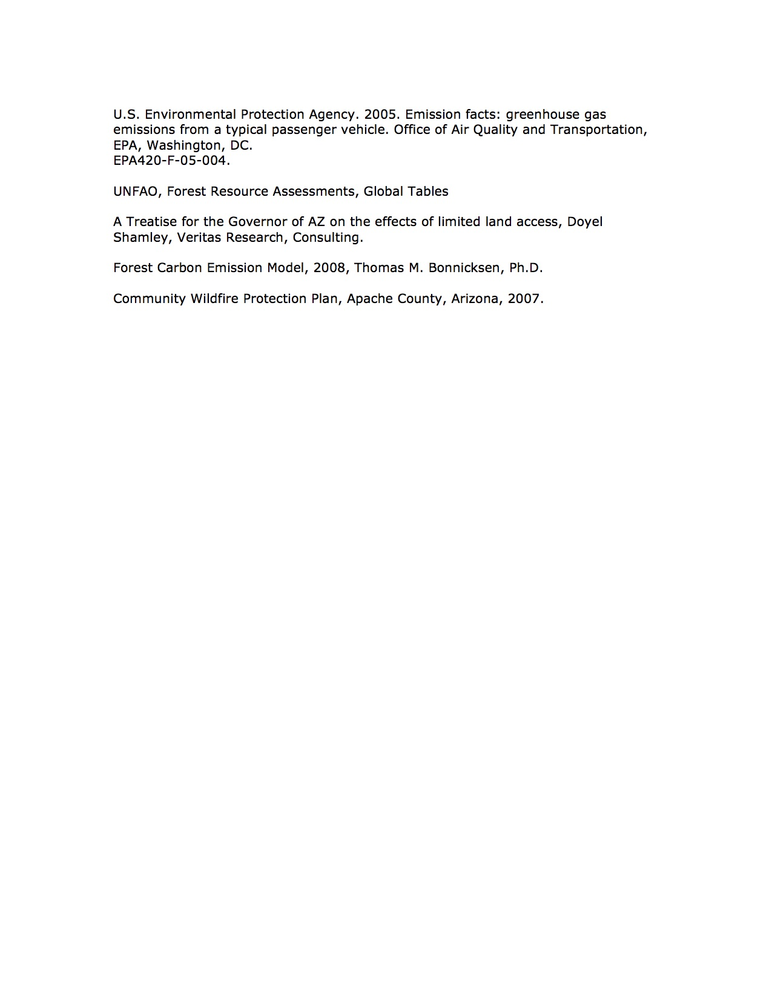 U.S. Environmental Protection Agency. 2005. Emission facts: greenhouse gas
emissions from a typical passenger vehicle. Office of Air Quality and Transportation,
EPA, Washington, DC.
EPA420-F-05-004.
UNFAO, Forest Resource Assessments, Global Tables
A Treatise for the Governor of AZ on the effects of limited land access, Doyel
Shamley, Veritas Research, Consulting.
Forest Carbon Emission Model, 2008, Thomas M. Bonnicksen, Ph.D.
Community Wildfire Protection Plan, Apache County, Arizona, 2007.